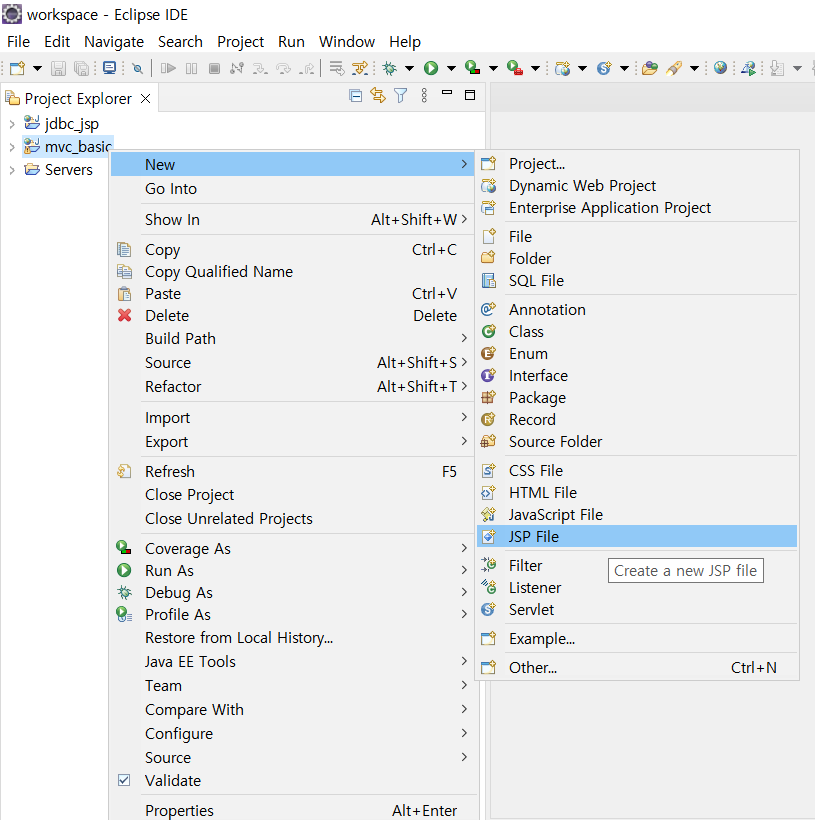 workspace - Eclipse IDE
File Edit Navigate Search Project Run Window Help
Project Explorer
jdbc_jsp
mvc_basic
Servers
New
Go Into
Show In Alt+Shift+W
Copy Ctrl+C
Copy Qualified Name
Paste Ctrl+V
Delete Delete
Build Path
Source Alt+Shift+S
Refactor Alt+Shift+T
Import
Export
Refresh F5
Close Project
Close Unrelated Projects
Coverage As
Run As
Debug As
Profile As
Restore from Local History...
Java EE Tools
Team
Compare With
Configure
Source
Validate
Properties Alt+Enter
Project...
Dynamic Web Project
Enterprise Application Project
File
Folder
SQL File
Annotation
Class
Enum
Interface
Package
Record
Source Folder
CSS File
HTML File
JavaScript File
JSP File
Filter
Create a new JSP file
Listener
Servlet
Example...
Other... Ctrl+N